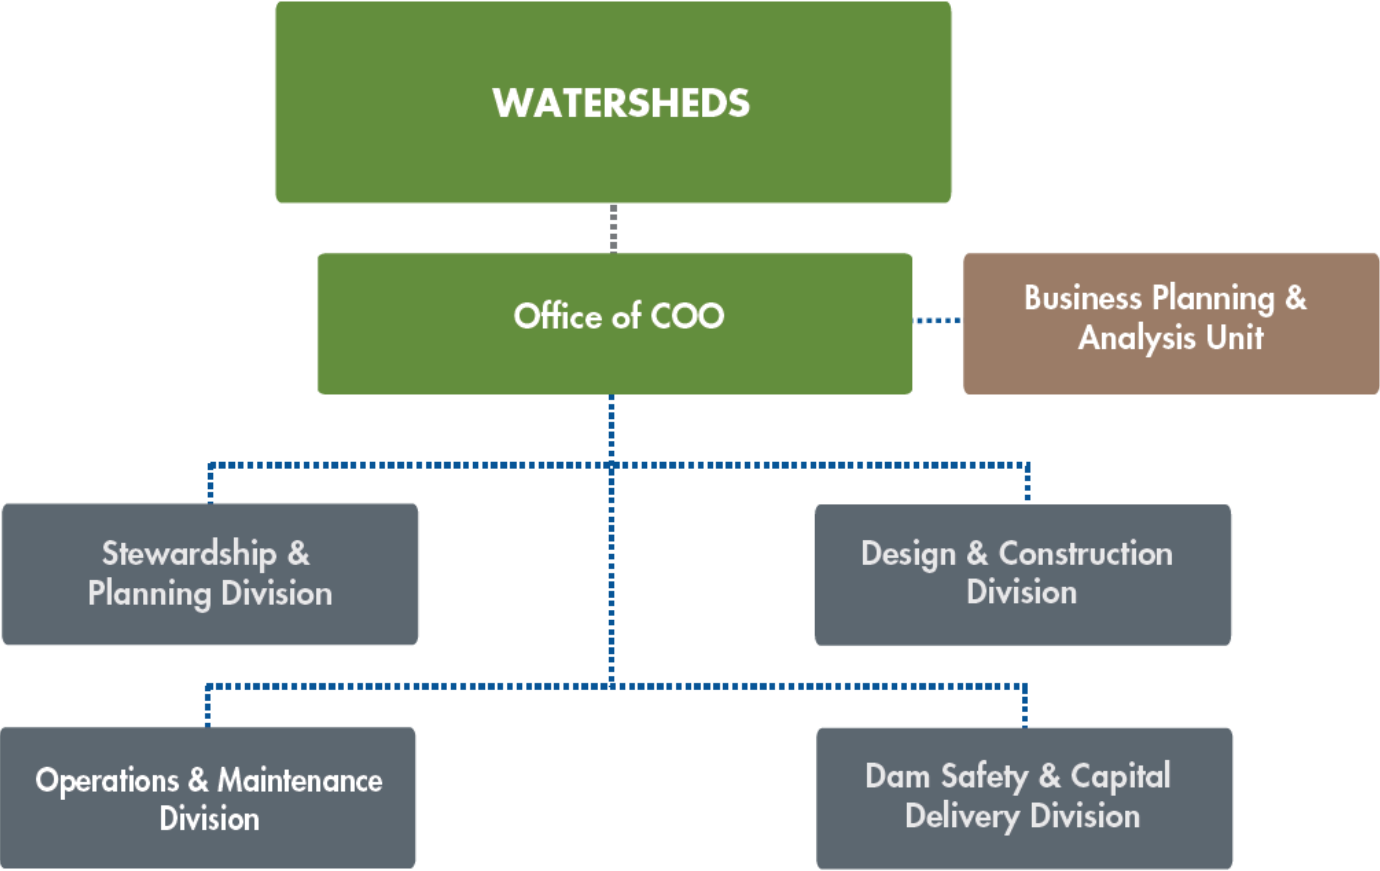 WATERSHEDS
Office of COO
Business Planning &
Analysis Unit
Stewardship &
Planning Division
Design & Construction
Division
Operations & Maintenance
Division
Dam Safety & Capital
Delivery Division